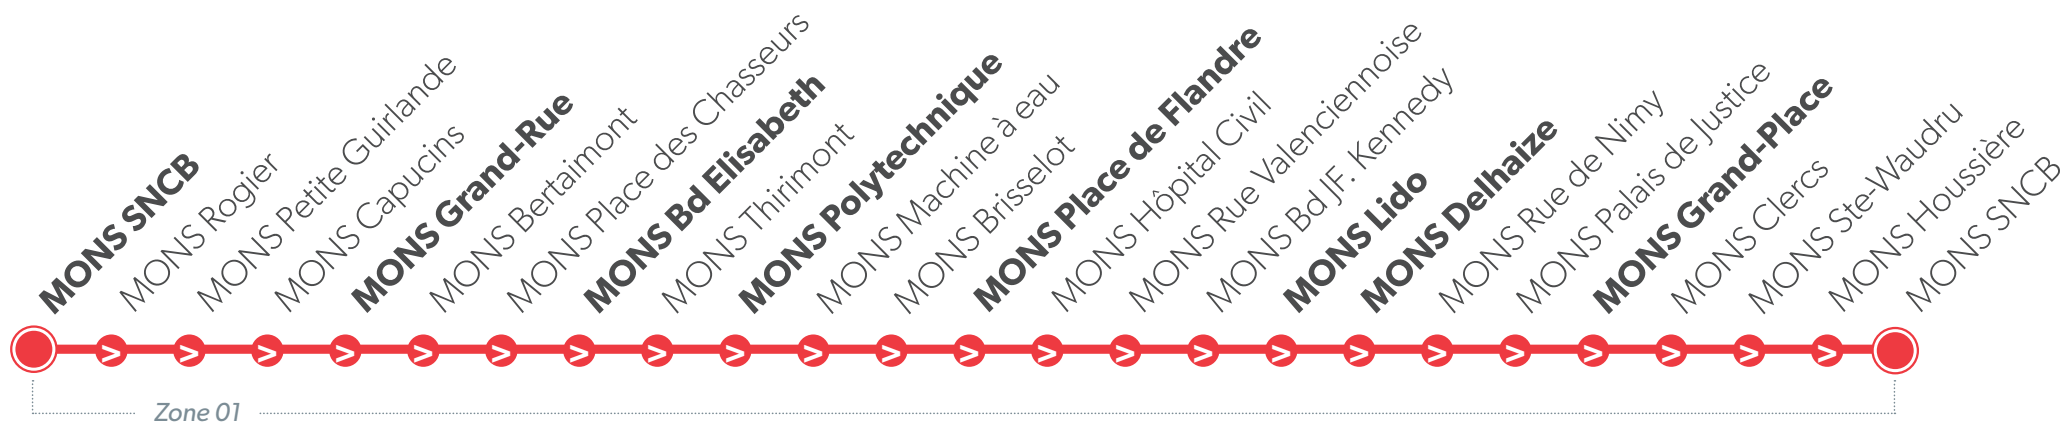 MONS SNCB
MONS Rogier
MONS Petite Guirlande
MONS Capucins
MONS Grand-Rue
MONS Bertaimont
MONS Place des Chasseurs
MONS Bd Elisabeth
MONS Thirimont
MONS Polytechnique
MONS Machine à eau
MONS Brisselot
MONS Place de Flandre
MONS Hôpital Civil
MONS Rue Valenciennoise
MONS Bd JF. Kennedy
MONS Lido
MONS Delhaize
MONS Rue de Nimy
MONS Palais de Justice
MONS Grand-Place
MONS Clercs
MONS Ste-Waudru
MONS Houssière
MONS SNCB
Zone 01